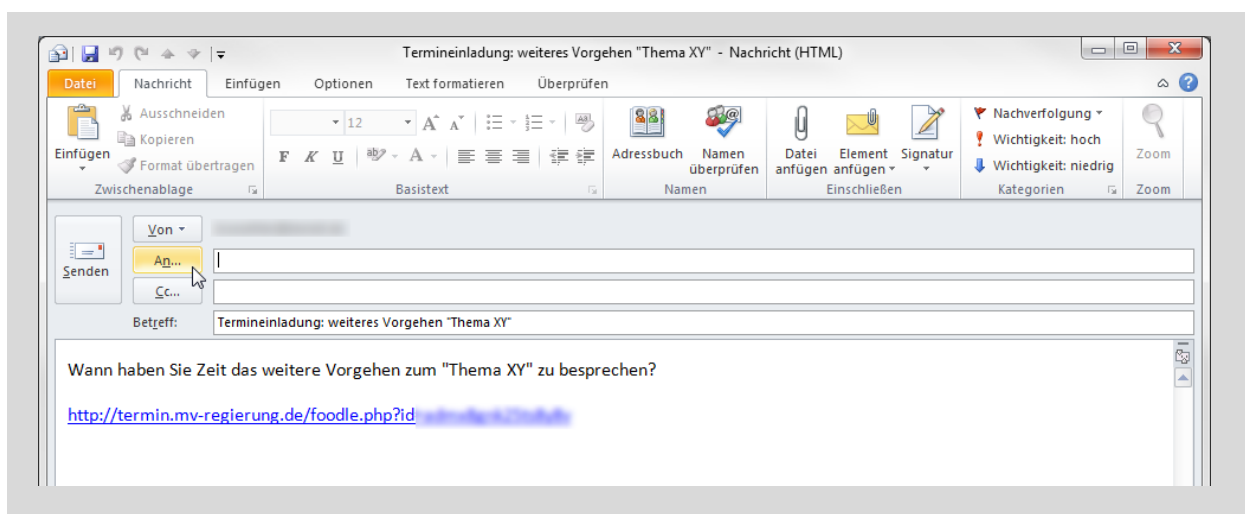 Termineinladung: weiteres Vorgehen "Thema XY" - Nachricht (HTML)
Datei Nachricht Einfügen Optionen Text formatieren Überprüfen
Ausschneiden
Kopieren
Format übertragen
Einfügen
Zwischenablage
12
F K U
Basistext
Adressbuch
Namen
überprüfen
Namen
Datei
anfügen
Element
anfügen
Signatur
Einschließen
Nachverfolgung
Wichtigkeit: hoch
Wichtigkeit: niedrig
Kategorien
Zoom
Zoom
Senden
Von
An...
Cc...
Betreff: Termineinladung: weiteres Vorgehen "Thema XY"
Wann haben Sie Zeit das weitere Vorgehen zum "Thema XY" zu besprechen?
http://termin.mv-regierung.de/foodle.php?id